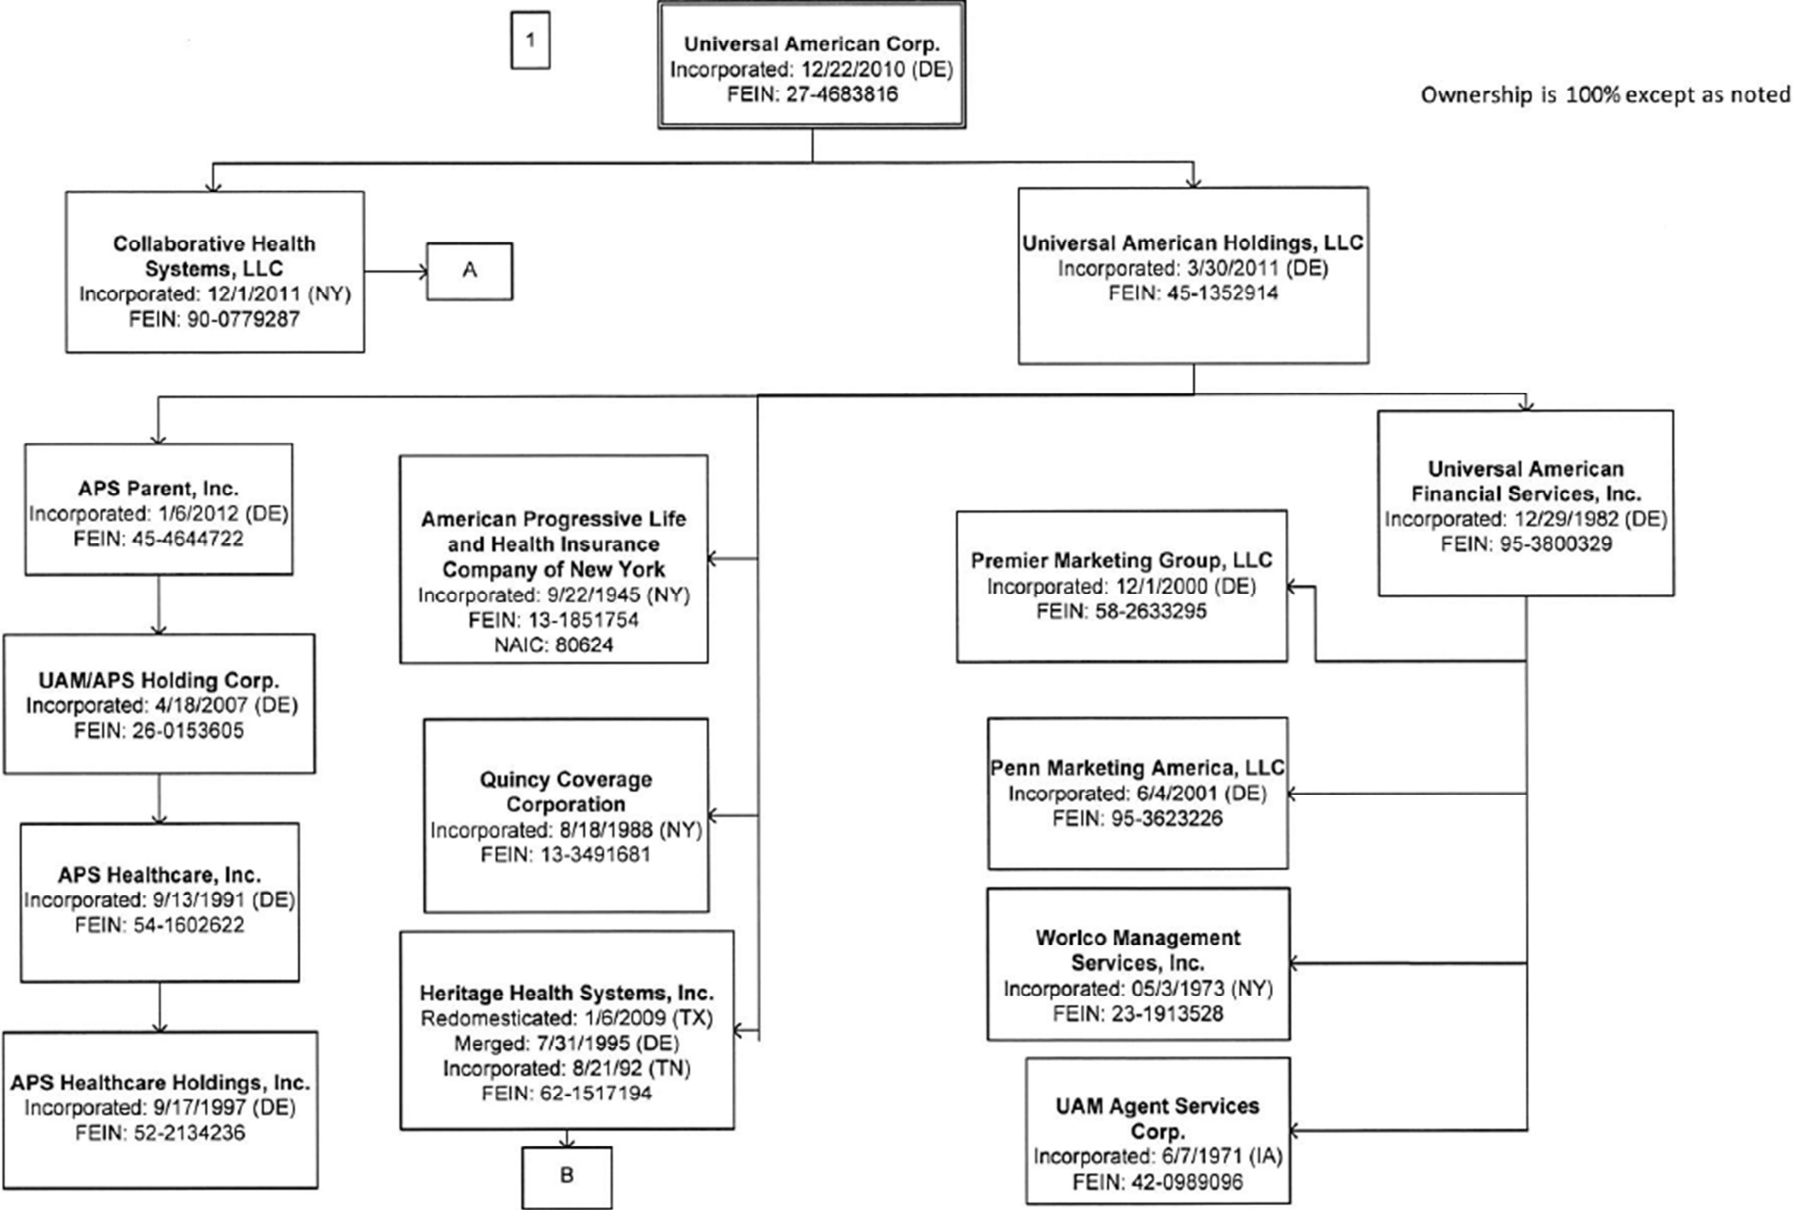 1
Universal American Corp.
Incorporated: 12/22/2010 (DE)
FEIN: 27-4683816
Ownership is 100% except as noted
Collaborative Health
Systems, LLC
Incorporated: 12/1/2011 (NY)
FEIN: 90-0779287
A
Universal American Holdings, LLC
Incorporated: 3/30/2011 (DE)
FEIN: 45-1352914
APS Parent, Inc.
Incorporated: 1/6/2012 (DE)
FEIN: 45-4644722
UAM/APS Holding Corp.
Incorporated: 4/18/2007 (DE)
FEIN: 26-0153605
APS Healthcare, Inc.
Incorporated: 9/13/1991 (DE)
FEIN: 54-1602622
APS Healthcare Holdings, Inc.
Incorporated: 9/17/1997 (DE)
FEIN: 52-2134236
American Progressive Life
and Health Insurance
Company of New York
Incorporated: 9/22/1945 (NY)
FEIN: 13-1851754
NAIC: 80624
Quincy Coverage
Corporation
Incorporated: 8/18/1988 (NY)
FEIN: 13-3491681
Heritage Health Systems, Inc.
Redomesticated: 1/6/2009 (TX)
Merged: 7/31/1995 (DE)
Incorporated: 8/21/92 (TN)
FEIN: 62-1517194
B
Universal American
Financial Services, Inc.
Incorporated: 12/29/1982 (DE)
FEIN: 95-3800329
Premier Marketing Group, LLC
Incorporated: 12/1/2000 (DE)
FEIN: 58-2633295
Penn Marketing America, LLC
Incorporated: 6/4/2001 (DE)
FEIN: 95-3623226
Worlco Management
Services, Inc.
Incorporated: 05/3/1973 (NY)
FEIN: 23-1913528
UAM Agent Services
Corp.
Incorporated: 6/7/1971 (IA)
FEIN: 42-0989096